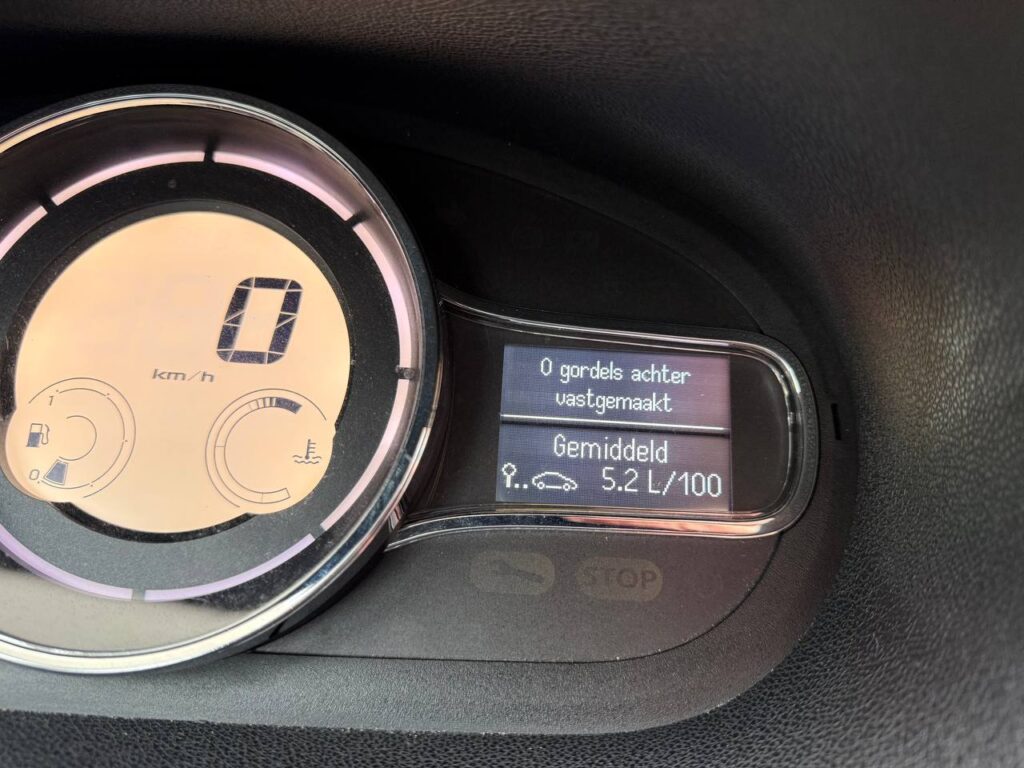 0
km/h
1
0
0 gordels achter
vastgemaakt
Gemiddeld
5.2 L/100
STOP